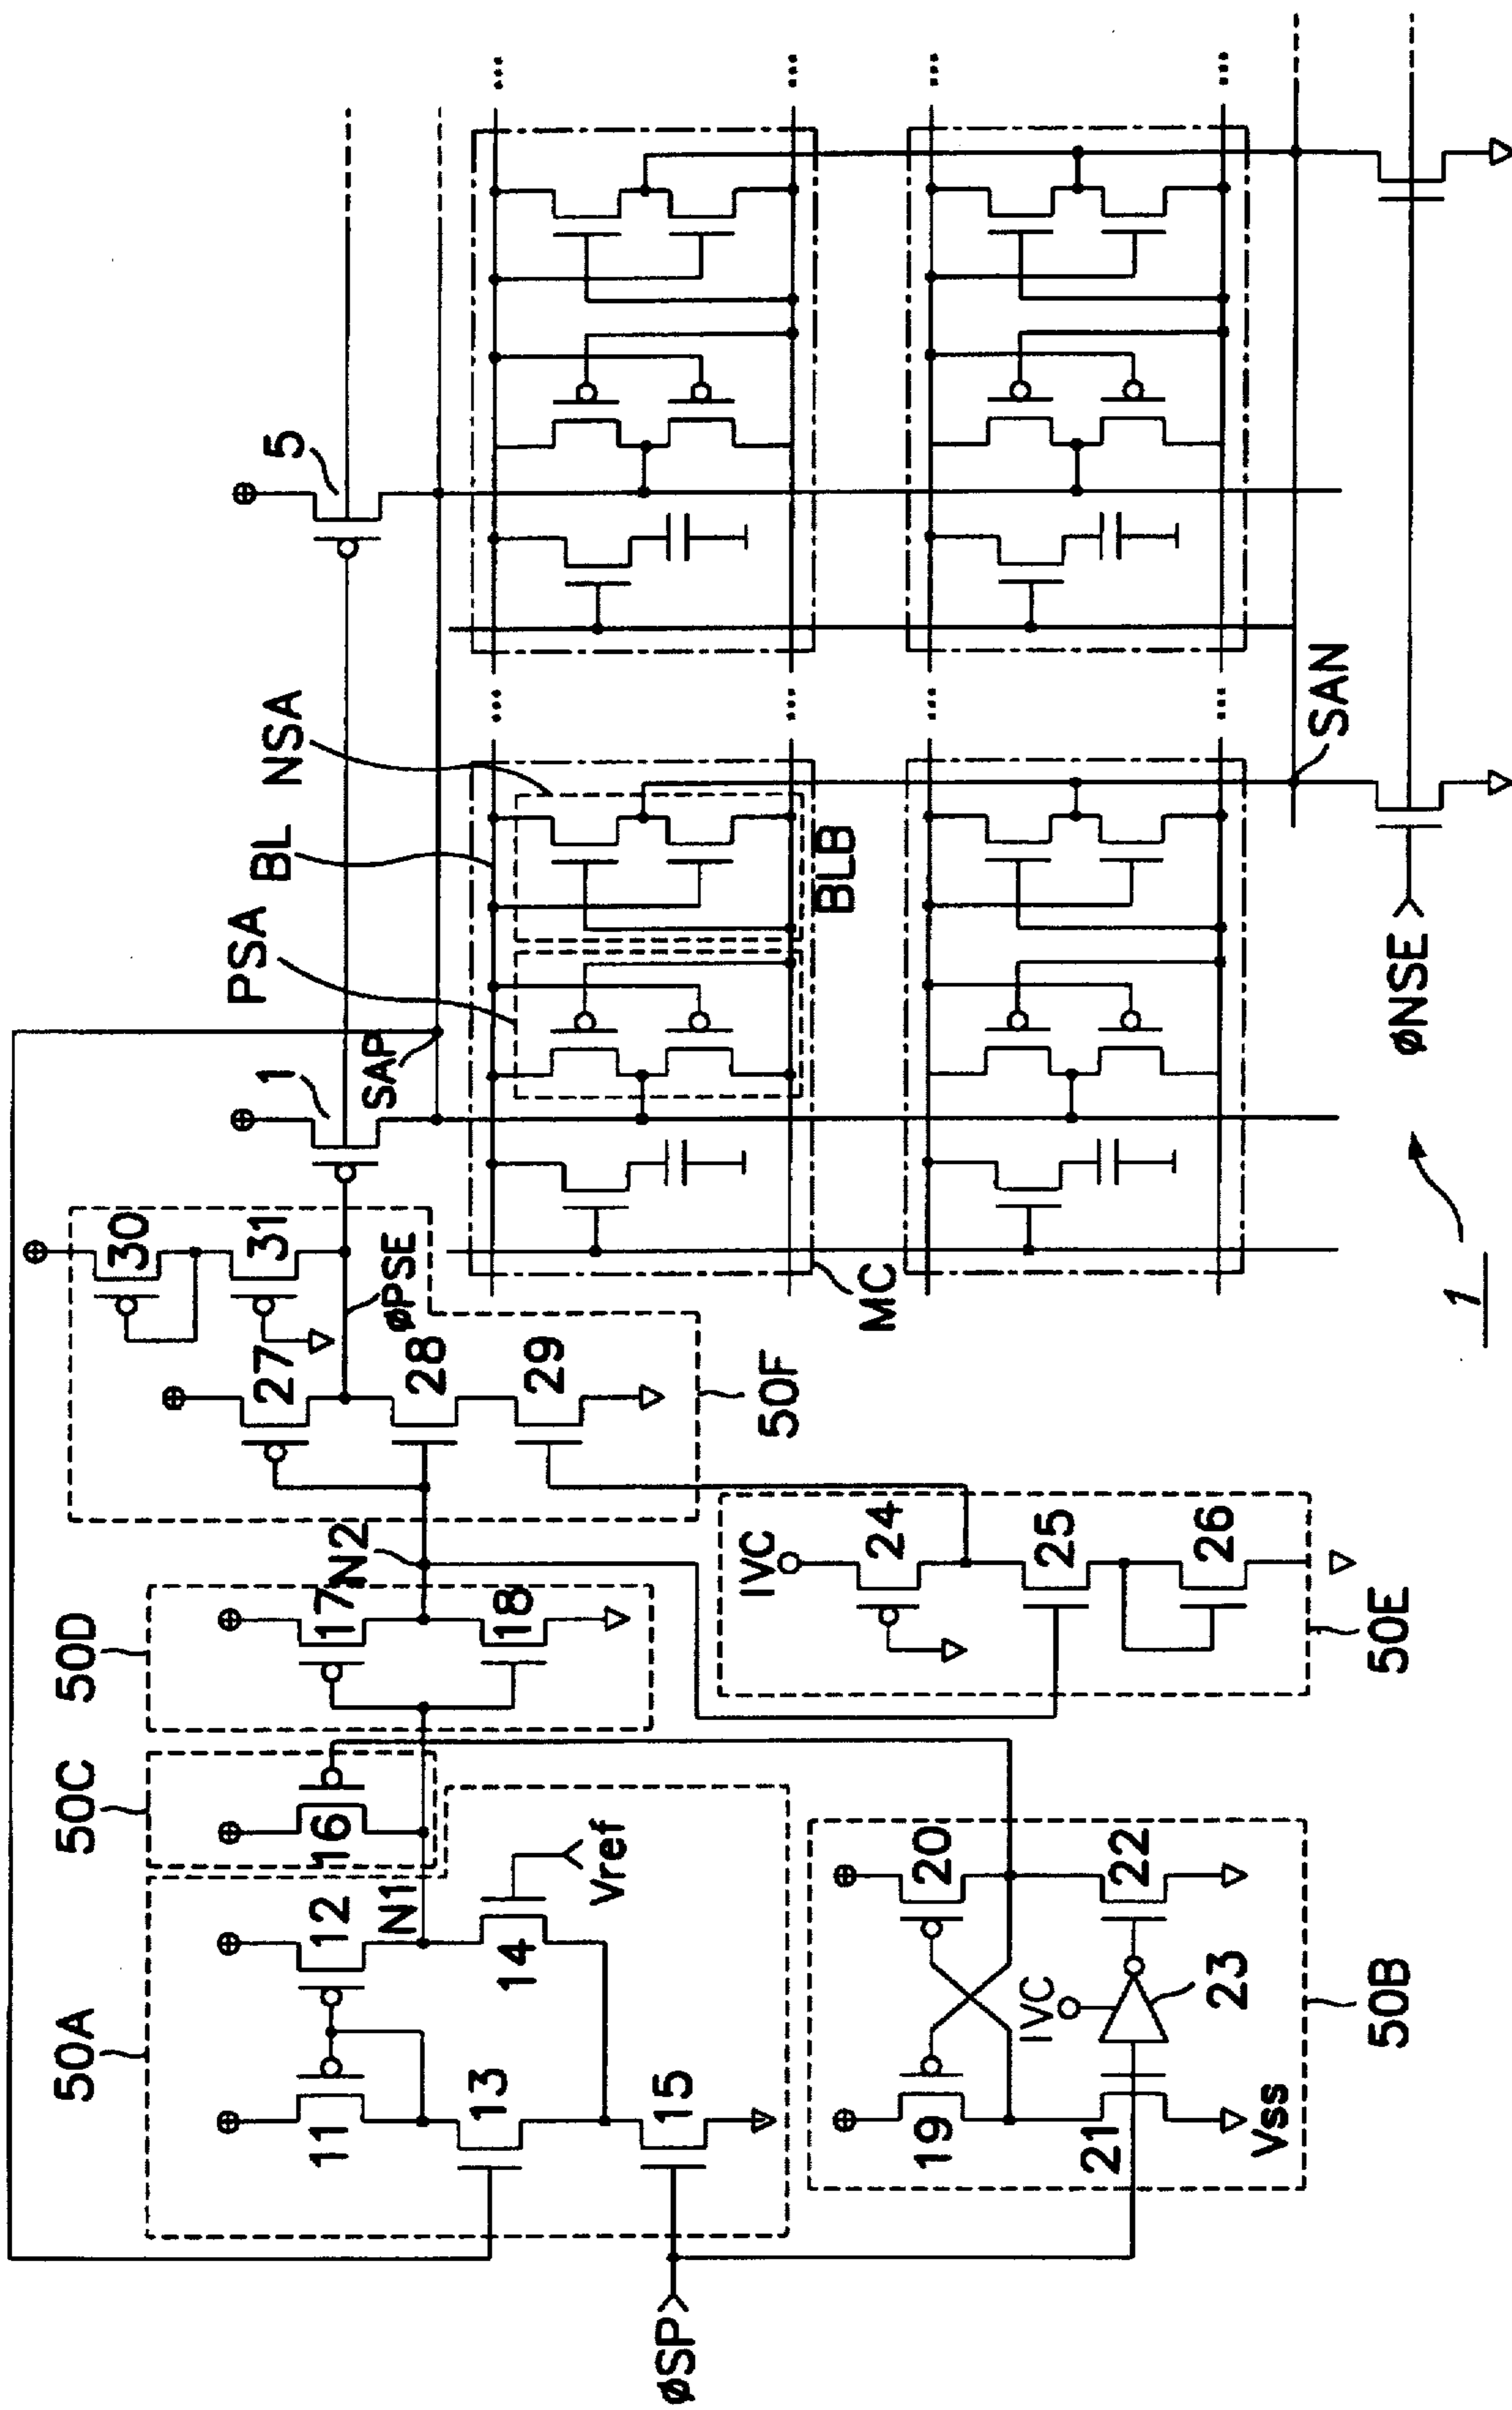 50A
50C
50D
11
12
N1
13
14
Vref
15
16
17
18
N2
øSP
19
20
IVC
21
22
23
Vss
50B
IVC
24
25
26
50E
27
28
29
30
31
øPSE
50F
1
SAP
PSA
BL
NSA
BLB
MC
5
...
...
...
...
...
...
...
...
SAN
øNSE
1